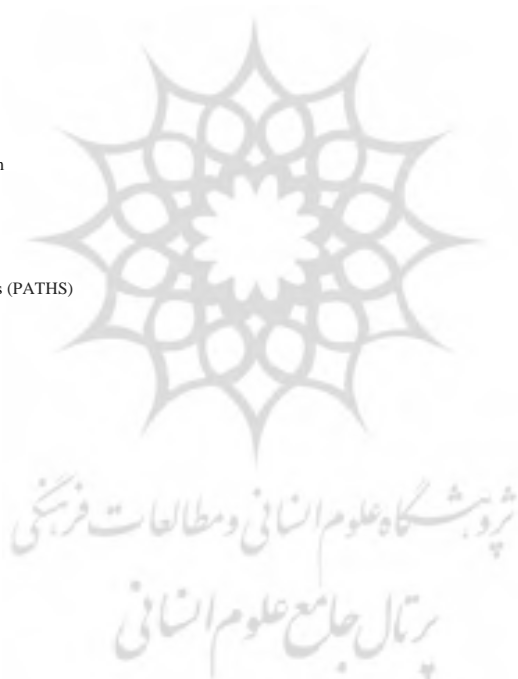 n
s (PATHS)
پژوهشگاه علوم انسانی و مطالعات فرهنگی
پرتال جامع علوم انسانی